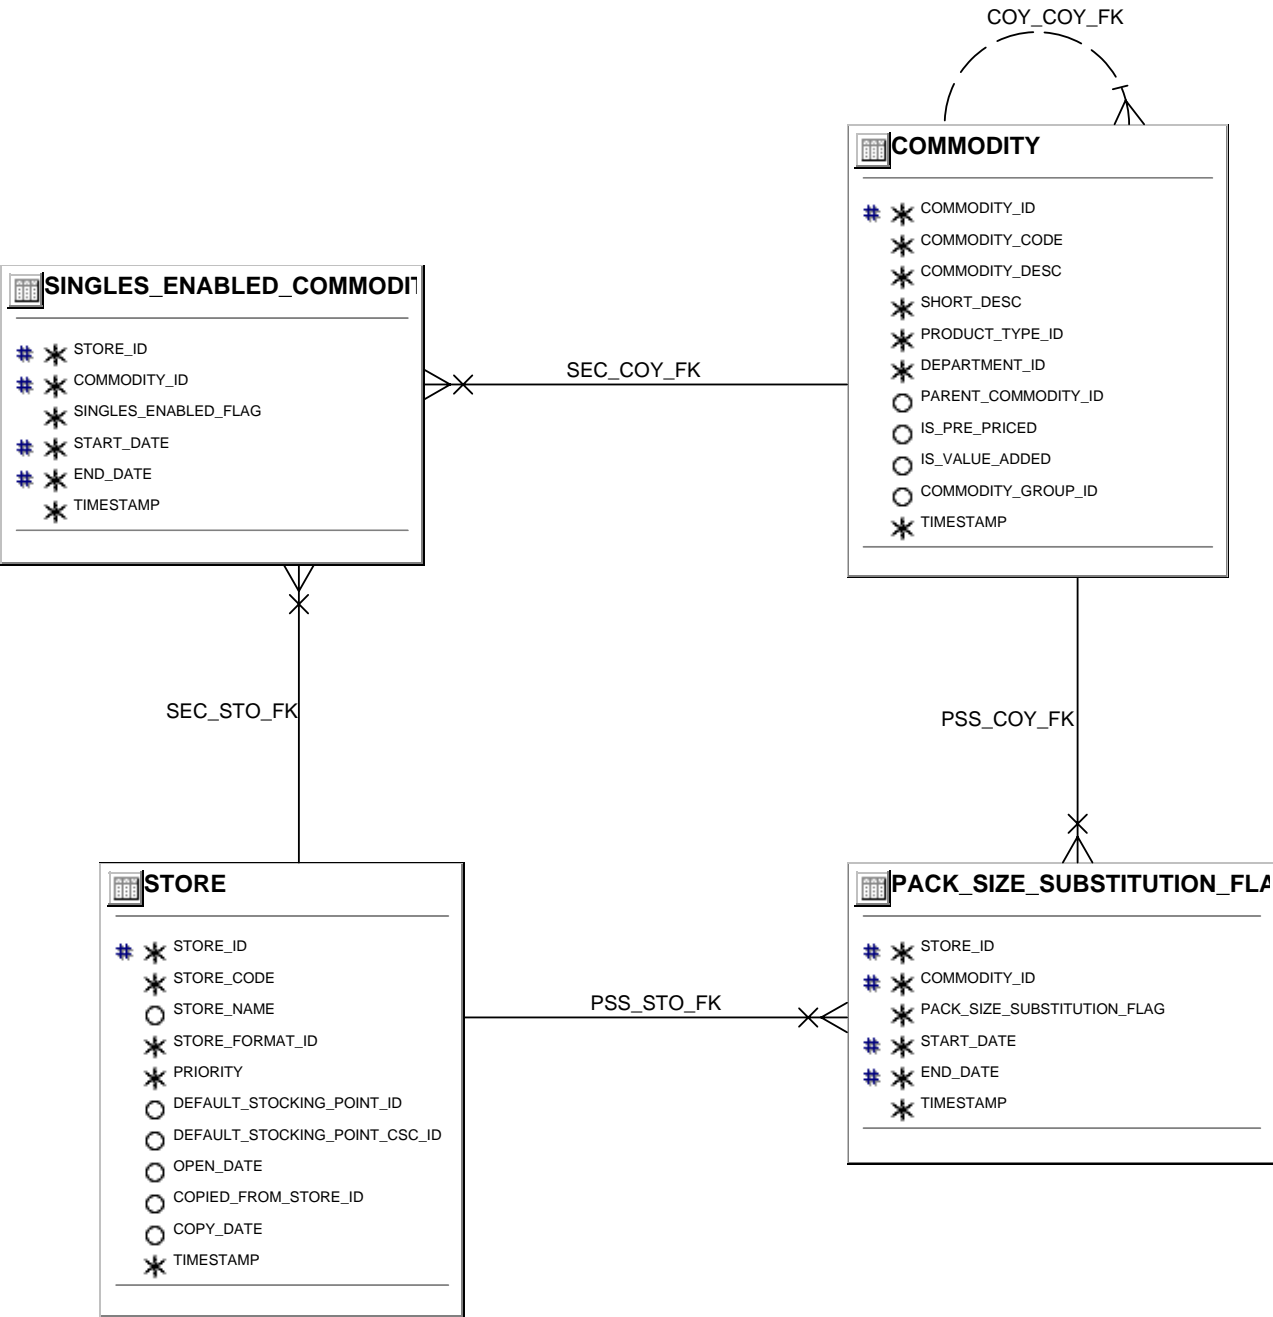 COY_COY_FK
COMMODITY
# COMMODITY_ID
COMMODITY_CODE
COMMODITY_DESC
SHORT_DESC
PRODUCT_TYPE_ID
DEPARTMENT_ID
PARENT_COMMODITY_ID
IS_PRE_PRICED
IS_VALUE_ADDED
COMMODITY_GROUP_ID
TIMESTAMP
SINGLES_ENABLED_COMMODIT
# STORE_ID
# COMMODITY_ID
SINGLES_ENABLED_FLAG
# START_DATE
# END_DATE
TIMESTAMP
SEC_COY_FK
SEC_STO_FK
PSS_COY_FK
STORE
# STORE_ID
STORE_CODE
STORE_NAME
STORE_FORMAT_ID
PRIORITY
DEFAULT_STOCKING_POINT_ID
DEFAULT_STOCKING_POINT_CSC_ID
OPEN_DATE
COPIED_FROM_STORE_ID
COPY_DATE
TIMESTAMP
PSS_STO_FK
PACK_SIZE_SUBSTITUTION_FLA
# STORE_ID
# COMMODITY_ID
PACK_SIZE_SUBSTITUTION_FLAG
# START_DATE
# END_DATE
TIMESTAMP